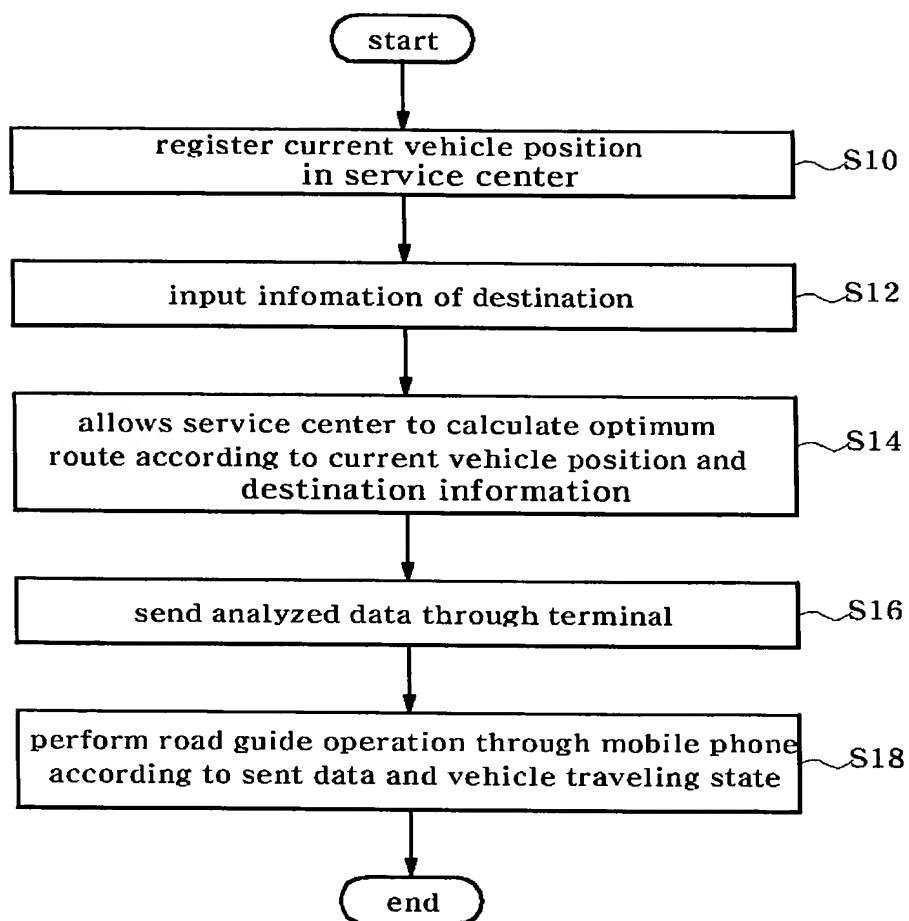 start
register current vehicle position
in service center
S10
input infomation of destination
S12
allows service center to calculate optimum
route according to current vehicle position and
destination information
S14
send analyzed data through terminal
S16
perform road guide operation through mobile phone
according to sent data and vehicle traveling state
S18
end